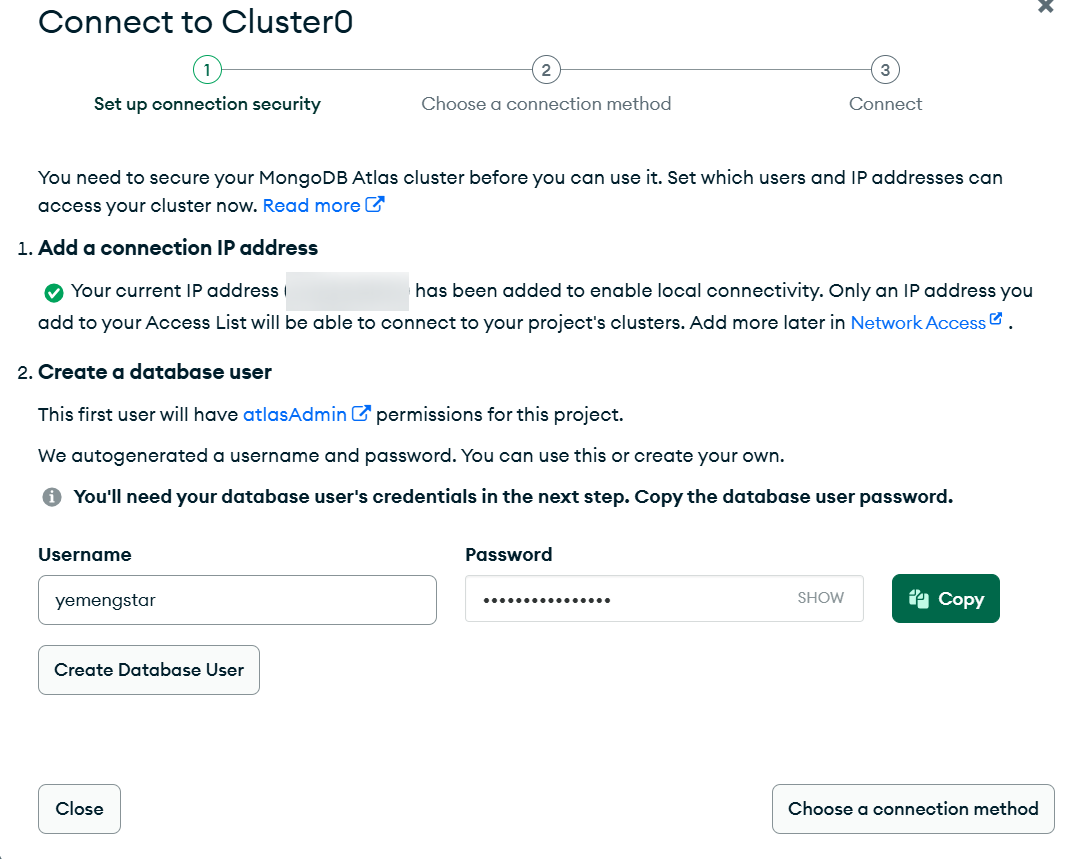 Connect to Cluster0
1
2
3
Set up connection security
Choose a connection method
Connect
You need to secure your MongoDB Atlas cluster before you can use it. Set which users and IP addresses can
access your cluster now. Read more
1. Add a connection IP address
Your current IP address ( has been added to enable local connectivity. Only an IP address you
add to your Access List will be able to connect to your project's clusters. Add more later in Network Access .
2. Create a database user
This first user will have atlasAdmin permissions for this project.
We autogenerated a username and password. You can use this or create your own.
You'll need your database user's credentials in the next step. Copy the database user password.
Username
Password
yemengstar
•••••••••••••••• SHOW
Copy
Create Database User
Close
Choose a connection method